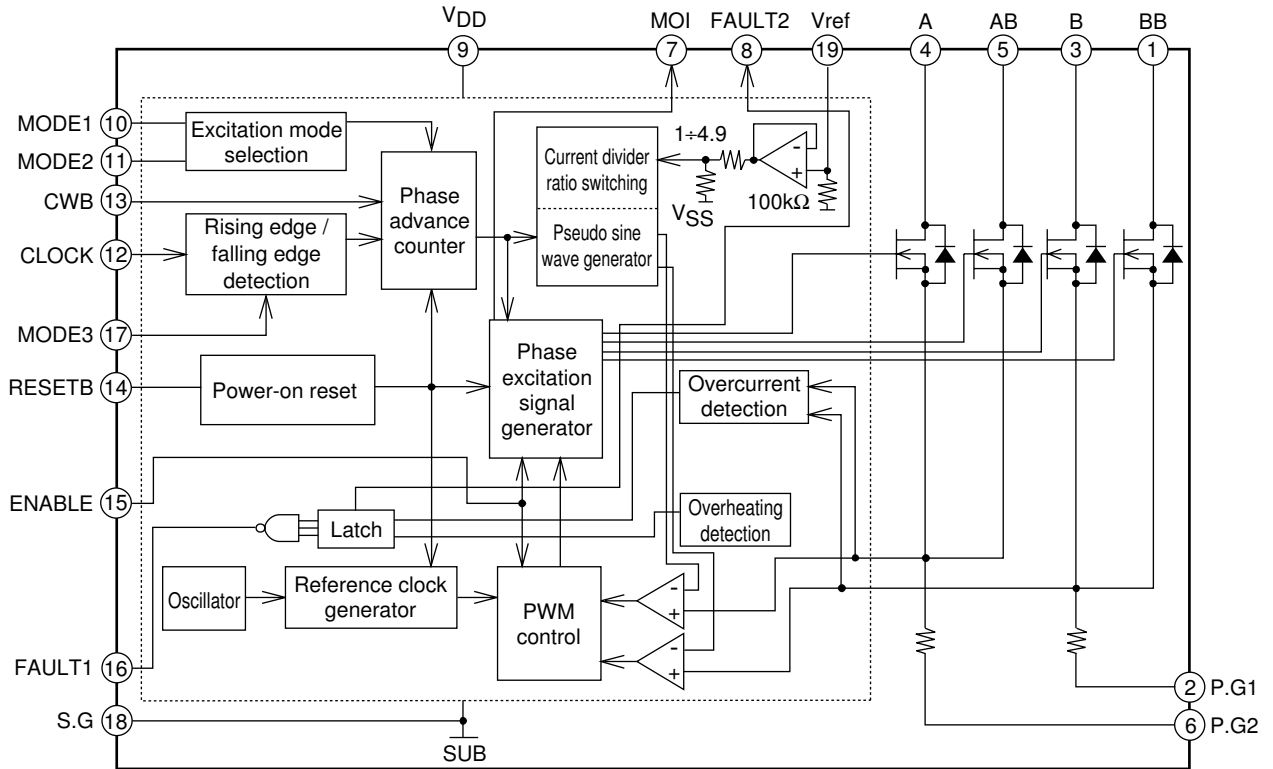 VDD
MOI
FAULT2
Vref
A
AB
B
BB
9
7
8
19
4
5
3
1
MODE1
10
MODE2
11
CWB
13
CLOCK
12
MODE3
17
RESETB
14
ENABLE
15
FAULT1
16
S.G
18
Excitation mode
selection
Phase
advance
counter
Rising edge /
falling edge
detection
Current divider
ratio switching
Pseudo sine
wave generator
1÷4.9
-
+
100kΩ
VSS
Power-on reset
Phase
excitation
signal
generator
Overcurrent
detection
Overheating
detection
Latch
Oscillator
Reference clock
generator
PWM
control
-
+
-
+
SUB
2
P.G1
6
P.G2